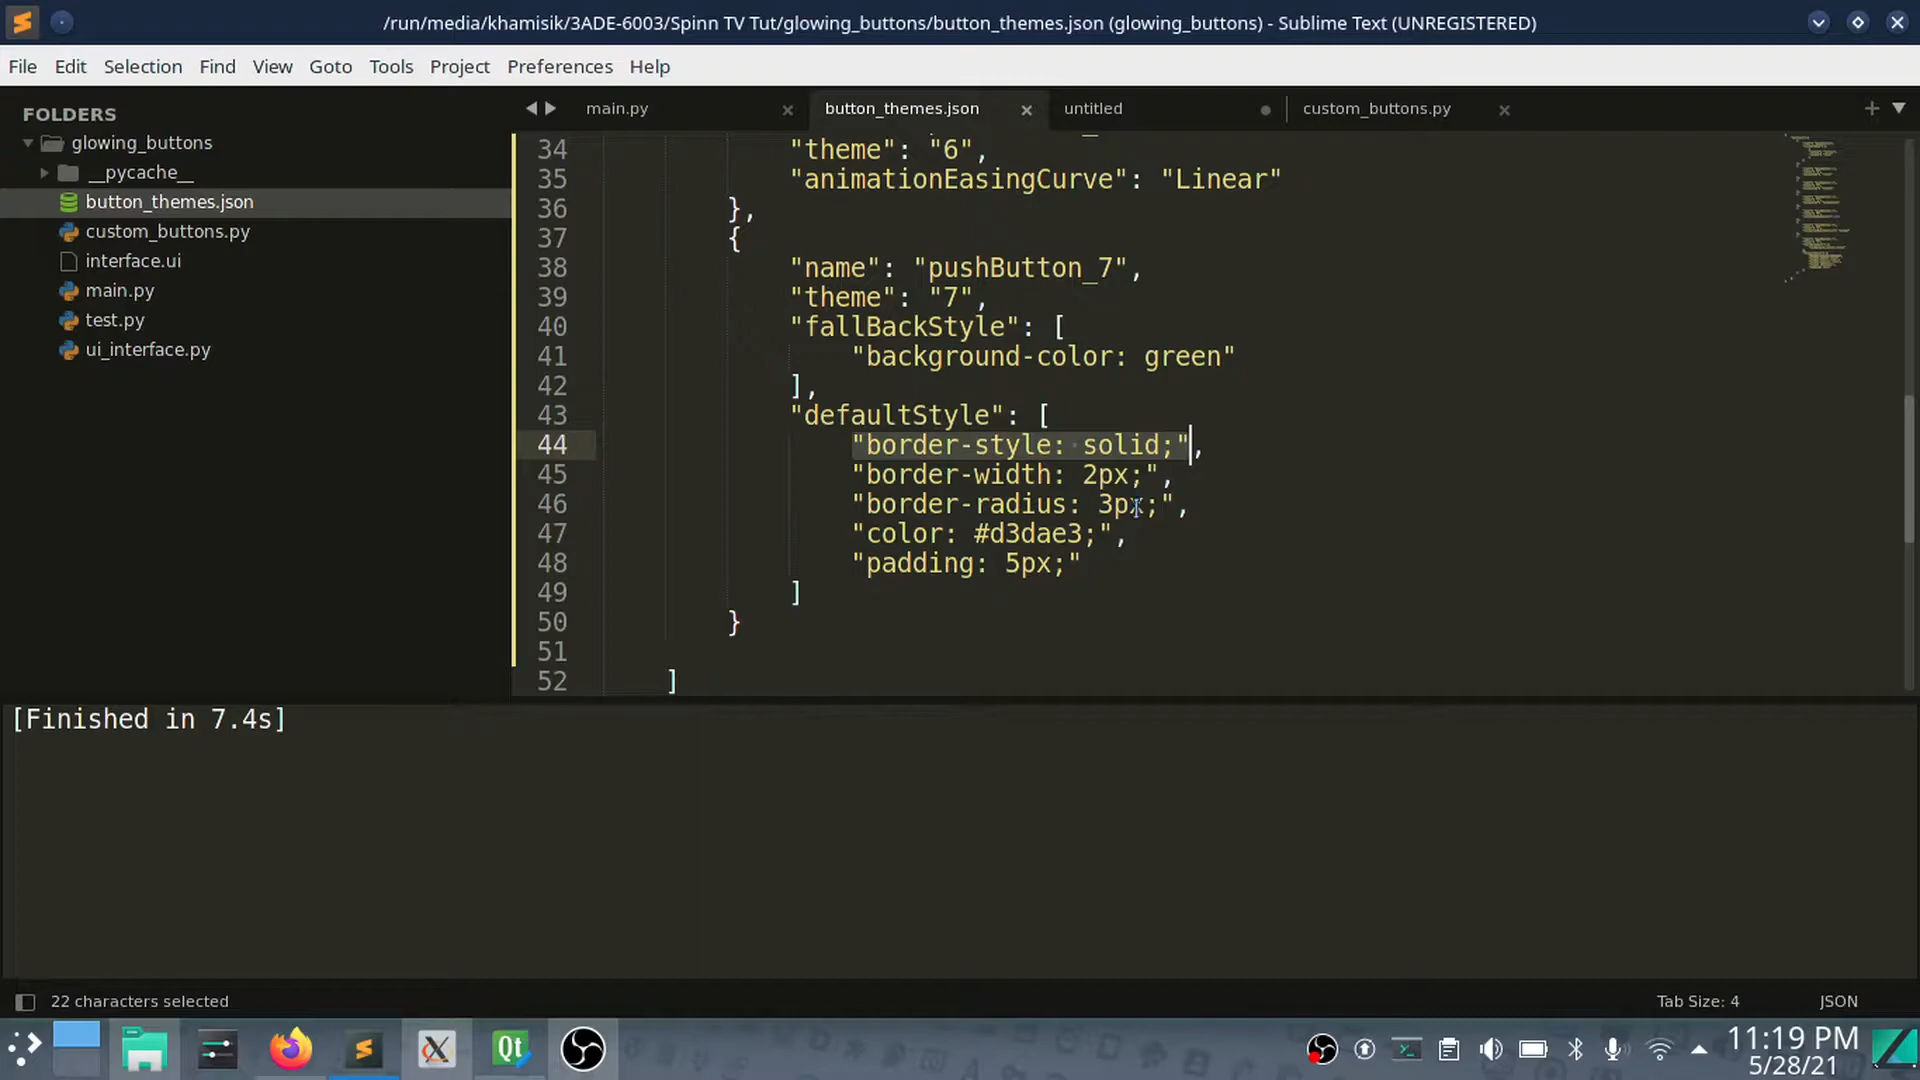 /run/media/khamisik/3ADE-6003/Spinn TV Tut/glowing_buttons/button_themes.json (glowing_buttons) - Sublime Text (UNREGISTERED)
File Edit Selection Find View Goto Tools Project Preferences Help
FOLDERS
glowing_buttons
__pycache__
button_themes.json
custom_buttons.py
interface.ui
main.py
test.py
ui_interface.py
main.py button_themes.json untitled custom_buttons.py
34 "theme": "6",
35 "animationEasingCurve": "Linear"
36 },
37 {
38 "name": "pushButton_7",
39 "theme": "7",
40 "fallBackStyle": [
41 "background-color: green"
42 ],
43 "defaultStyle": [
44 "border-style: solid;",
45 "border-width: 2px;",
46 "border-radius: 3px;",
47 "color: #d3dae3;",
48 "padding: 5px;"
49 ]
50 }
51
52 ]
[Finished in 7.4s]
22 characters selected
Tab Size: 4 JSON
Qt
11:19 PM
5/28/21